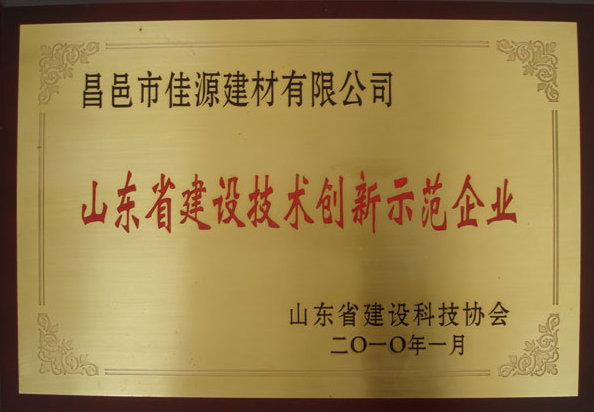 昌邑市佳源建材有限公司
山东省建设技术创新示范企业
山东省建设科技协会
二〇一〇年一月